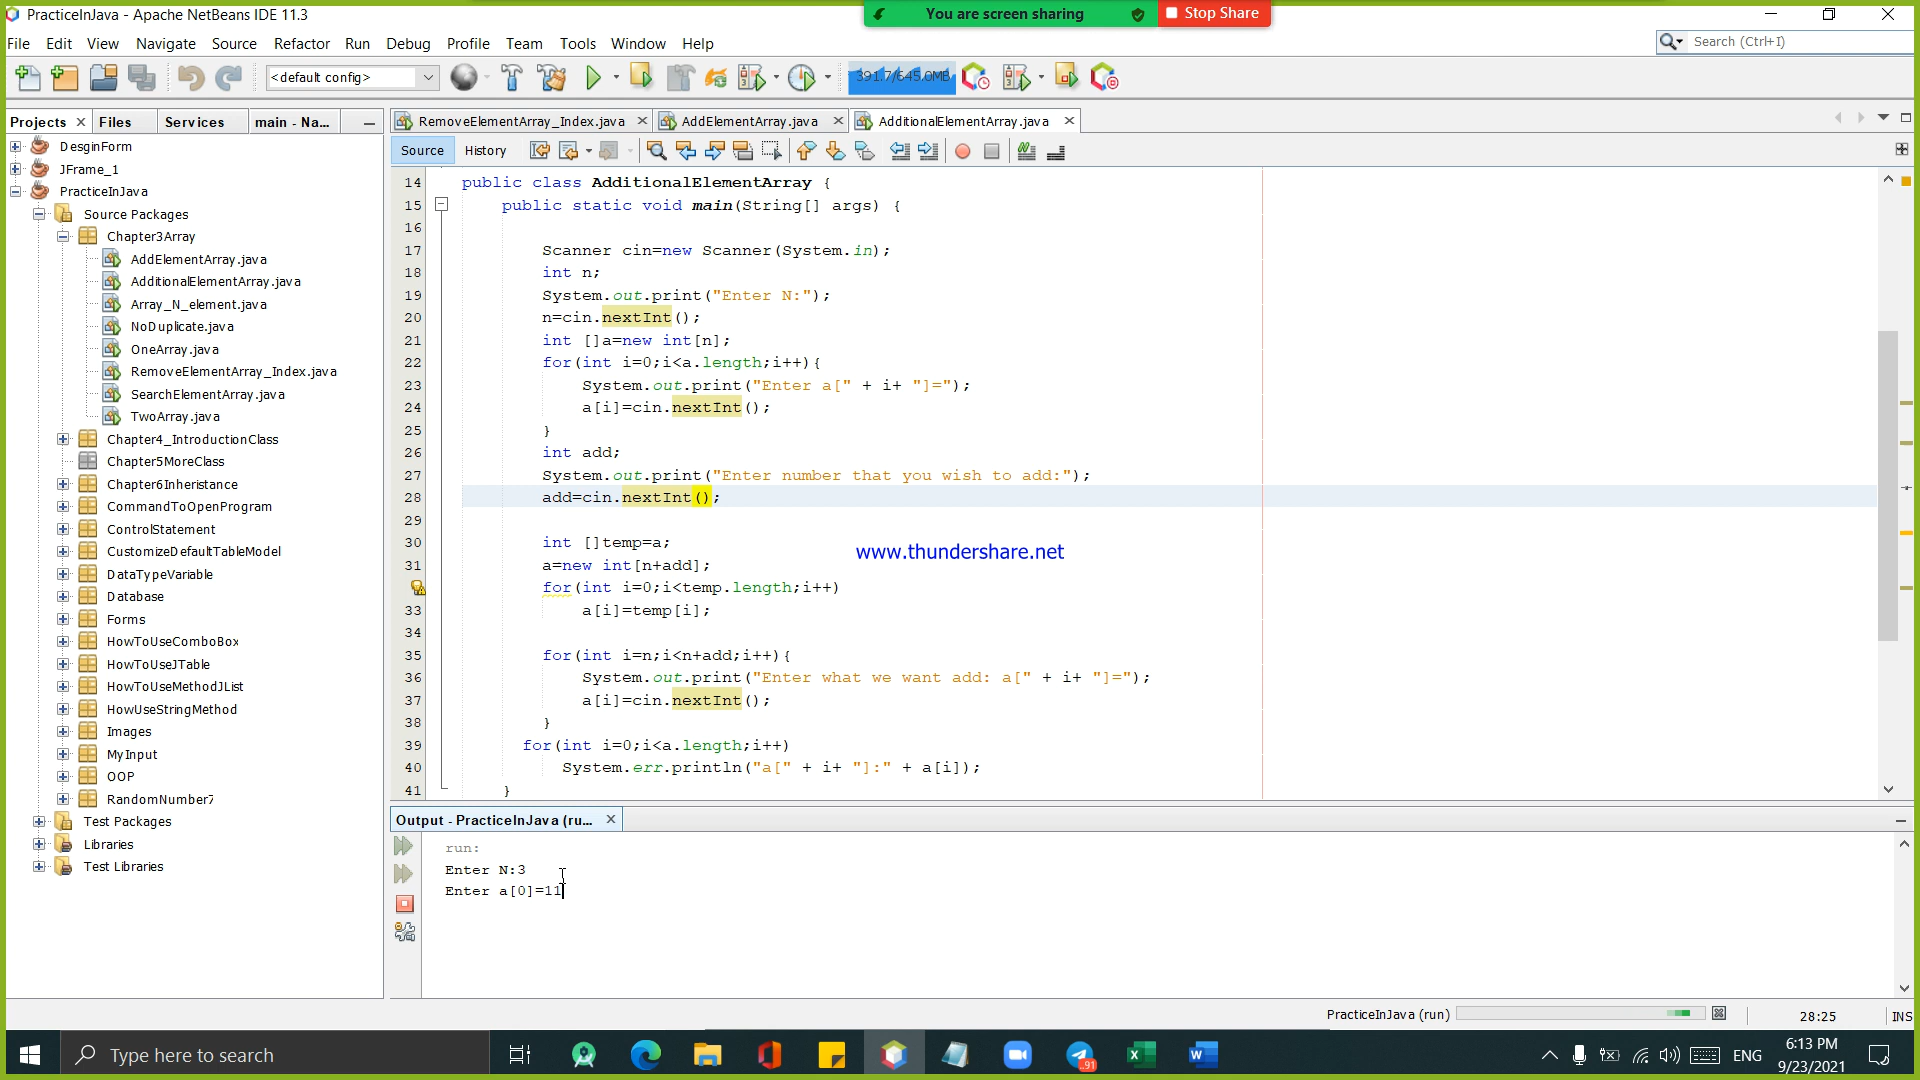 PracticeInJava - Apache NetBeans IDE 11.3
You are screen sharing
Stop Share
File Edit View Navigate Source Refactor Run Debug Profile Team Tools Window Help
Search (Ctrl+I)
<default config>
391.7/645.0MB
Projects Files Services main - Na...
RemoveElementArray_Index.java AddElementArray.java AdditionalElementArray.java
Source History
DesginForm
JFrame_1
PracticeInJava
Source Packages
Chapter3Array
AddElementArray.java
AdditionalElementArray.java
Array_N_element.java
NoDuplicate.java
OneArray.java
RemoveElementArray_Index.java
SearchElementArray.java
TwoArray.java
Chapter4_IntroductionClass
Chapter5MoreClass
Chapter6Inheristance
CommandToOpenProgram
ControlStatement
CustomizeDefaultTableModel
DataTypeVariable
Database
Forms
HowToUseComboBox
HowToUseJTable
HowToUseMethodJList
HowUseStringMethod
Images
MyInput
OOP
RandomNumber7
Test Packages
Libraries
Test Libraries
14 public class AdditionalElementArray {
15 public static void main(String[] args) {
16
17 Scanner cin=new Scanner(System.in);
18 int n;
19 System.out.print("Enter N:");
20 n=cin.nextInt();
21 int []a=new int[n];
22 for(int i=0;i<a.length;i++){
23 System.out.print("Enter a[" + i+ "]=");
24 a[i]=cin.nextInt();
25 }
26 int add;
27 System.out.print("Enter number that you wish to add:");
28 add=cin.nextInt();
29
30 int []temp=a;
31 a=new int[n+add];
for(int i=0;i<temp.length;i++)
33 a[i]=temp[i];
34
35 for(int i=n;i<n+add;i++){
36 System.out.print("Enter what we want add: a[" + i+ "]=");
37 a[i]=cin.nextInt();
38 }
39 for(int i=0;i<a.length;i++)
40 System.err.println("a[" + i+ "]:" + a[i]);
41 }
www.thundershare.net
Output - PracticeInJava (ru...
run:
Enter N:3
Enter a[0]=11
PracticeInJava (run)
28:25
INS
Type here to search
91
ENG
6:13 PM
9/23/2021